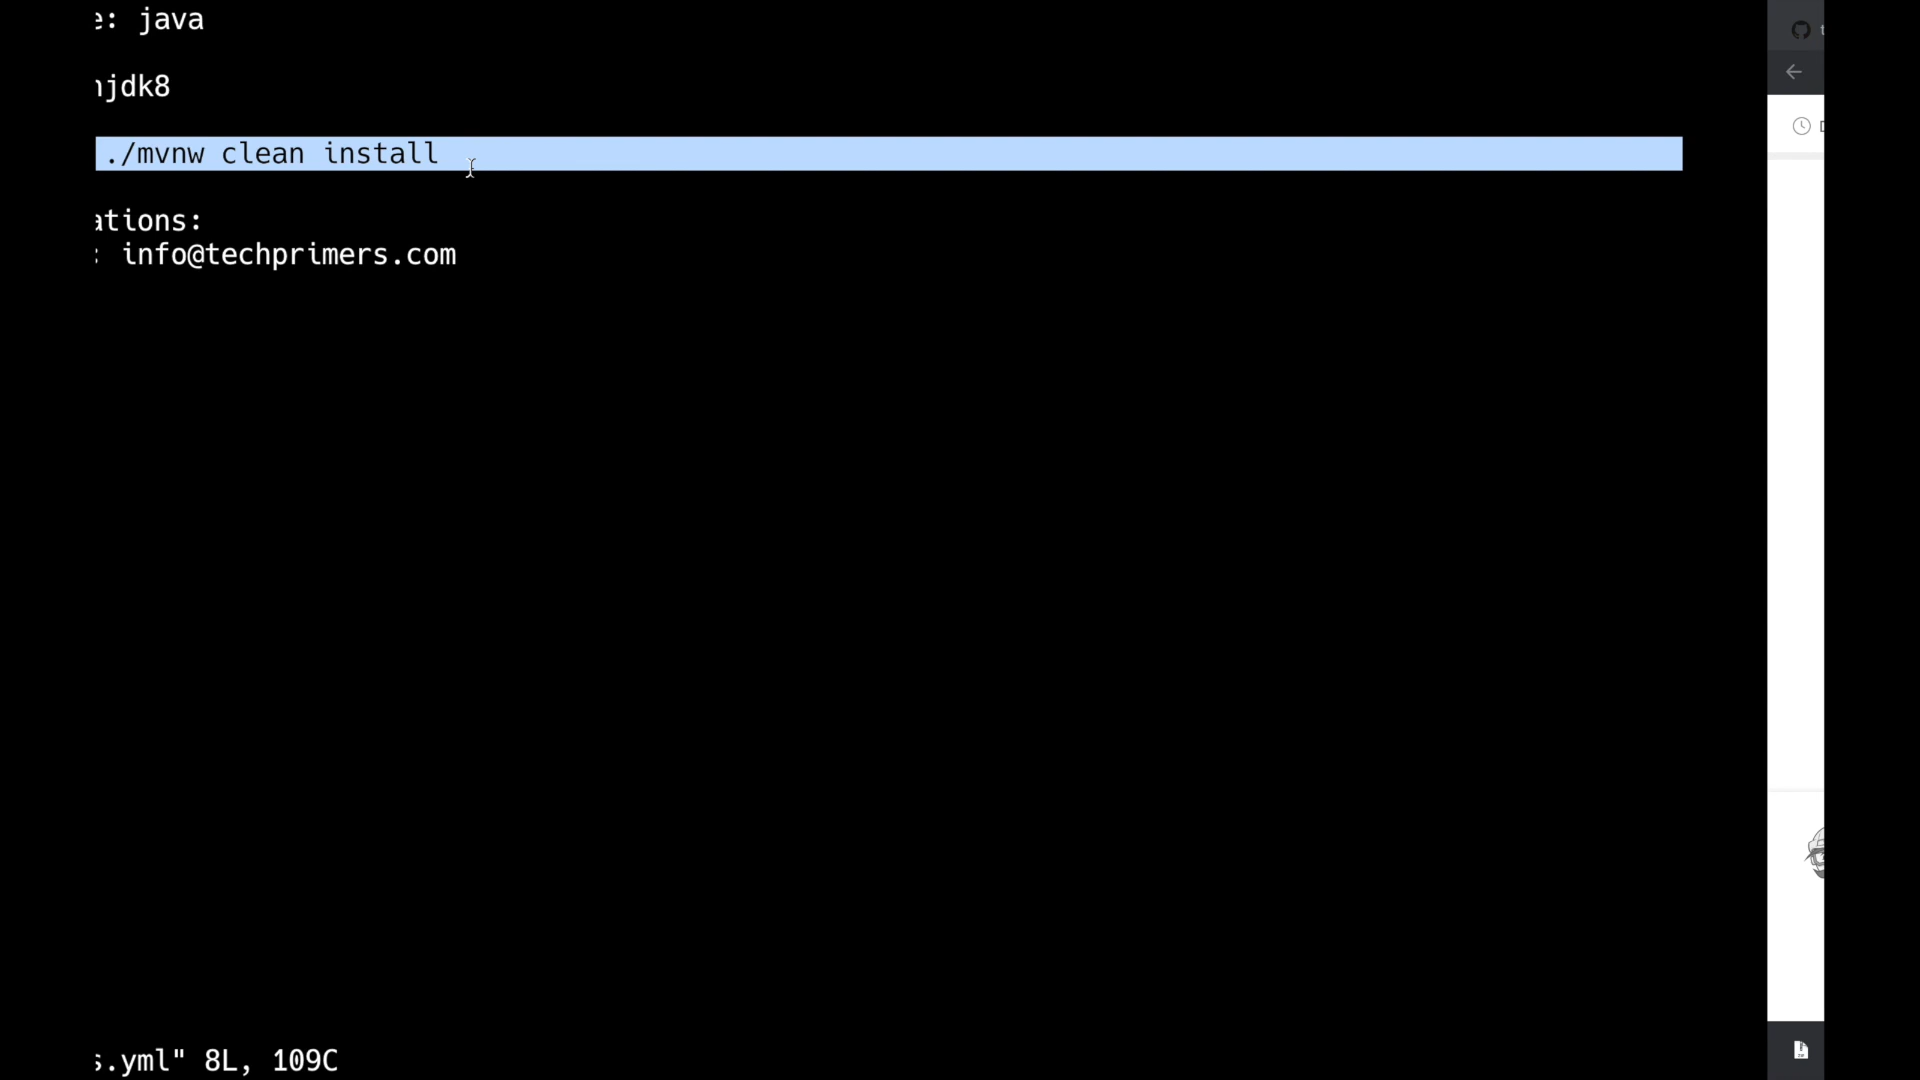 : java
jdk8
./mvnw clean install
ations:
: info@techprimers.com
.yml" 8L, 109C